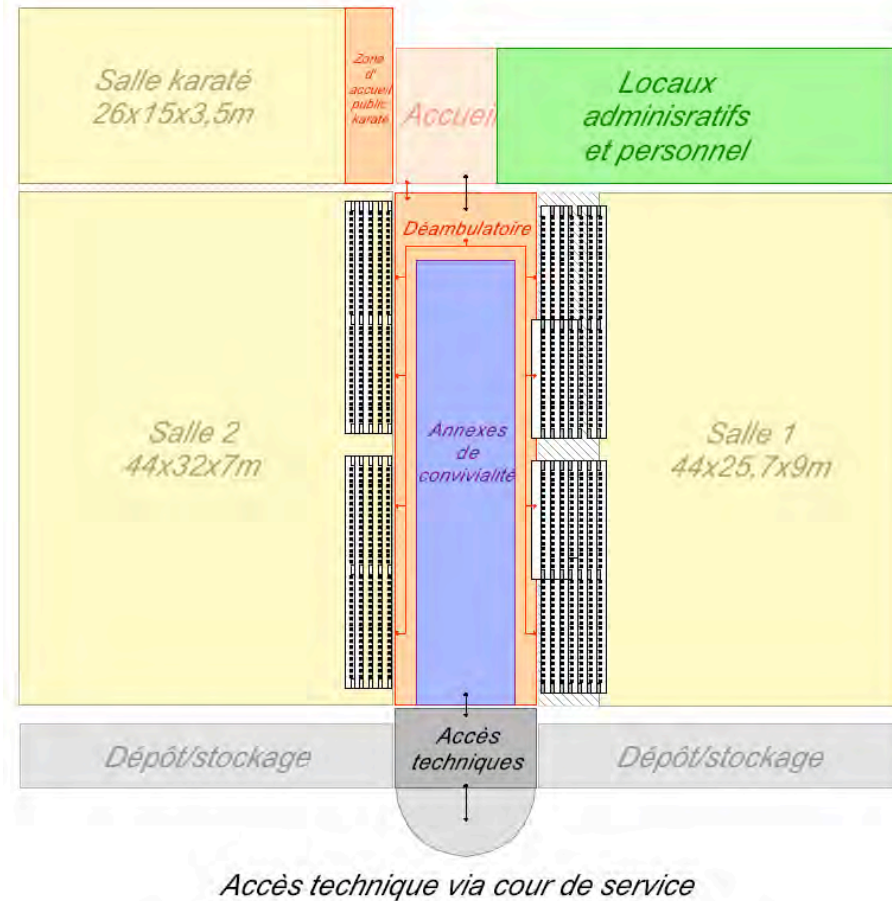 Salle karaté
26x15x3,5m
Zone
d'
accueil
public
karaté
Accueil
Locaux
adminisratifs
et personnel
Déambulatoire
Salle 2
44x32x7m
Annexes
de
convivialité
Salle 1
44x25,7x9m
Dépôt/stockage
Accès
techniques
Dépôt/stockage
Accès technique via cour de service